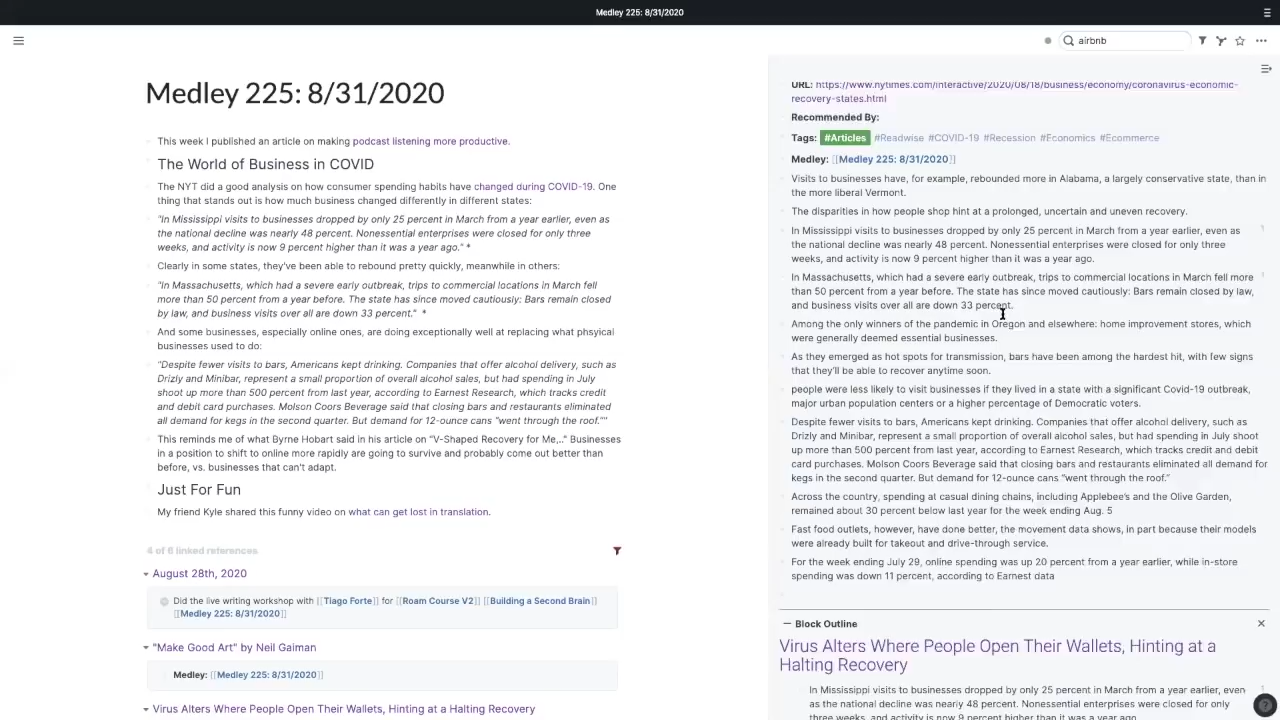 Medley 225: 8/31/2020
airbnb
Medley 225: 8/31/2020
This week I published an article on making podcast listening more productive.
The World of Business in COVID
The NYT did a good analysis on how consumer spending habits have changed during COVID-19. One
thing that stands out is how much business changed differently in different states:
"In Mississippi visits to businesses dropped by only 25 percent in March from a year earlier, even as
the national decline was nearly 48 percent. Nonessential enterprises were closed for only three
weeks, and activity is now 9 percent higher than it was a year ago." *
Clearly in some states, they've been able to rebound pretty quickly, meanwhile in others:
"In Massachusetts, which had a severe early outbreak, trips to commercial locations in March fell
more than 50 percent from a year before. The state has since moved cautiously: Bars remain closed
by law, and business visits over all are down 33 percent." *
And some businesses, especially online ones, are doing exceptionally well at replacing what phsyical
businesses used to do:
"Despite fewer visits to bars, Americans kept drinking. Companies that offer alcohol delivery, such as
Drizly and Minibar, represent a small proportion of overall alcohol sales, but had spending in July
shoot up more than 500 percent from last year, according to Earnest Research, which tracks credit
and debit card purchases. Molson Coors Beverage said that closing bars and restaurants eliminated
all demand for kegs in the second quarter. But demand for 12-ounce cans "went through the roof.""
This reminds me of what Byrne Hobart said in his article on "V-Shaped Recovery for Me,.." Businesses
in a position to shift to online more rapidly are going to survive and probably come out better than
before, vs. businesses that can't adapt.
Just For Fun
My friend Kyle shared this funny video on what can get lost in translation.
4 of 6 linked references
August 28th, 2020
Did the live writing workshop with [[Tiago Forte]] for [[Roam Course V2]] [[Building a Second Brain]]
[[Medley 225: 8/31/2020]]
"Make Good Art" by Neil Gaiman
Medley: [[Medley 225: 8/31/2020]]
Virus Alters Where People Open Their Wallets, Hinting at a Halting Recovery
URL: https://www.nytimes.com/interactive/2020/08/18/business/economy/coronavirus-economic-
recovery-states.html
Recommended By:
Tags: #Articles #Readwise #COVID-19 #Recession #Economics #Ecommerce
Medley: [[Medley 225: 8/31/2020]]
Visits to businesses have, for example, rebounded more in Alabama, a largely conservative state, than in
the more liberal Vermont.
The disparities in how people shop hint at a prolonged, uncertain and uneven recovery.
In Mississippi visits to businesses dropped by only 25 percent in March from a year earlier, even as
the national decline was nearly 48 percent. Nonessential enterprises were closed for only three
weeks, and activity is now 9 percent higher than it was a year ago.
1
In Massachusetts, which had a severe early outbreak, trips to commercial locations in March fell more
than 50 percent from a year before. The state has since moved cautiously: Bars remain closed by law,
and business visits over all are down 33 percent.
1
Among the only winners of the pandemic in Oregon and elsewhere: home improvement stores, which
were generally deemed essential businesses.
As they emerged as hot spots for transmission, bars have been among the hardest hit, with few signs
that they'll be able to recover anytime soon.
people were less likely to visit businesses if they lived in a state with a significant Covid-19 outbreak,
major urban population centers or a higher percentage of Democratic voters.
Despite fewer visits to bars, Americans kept drinking. Companies that offer alcohol delivery, such as
Drizly and Minibar, represent a small proportion of overall alcohol sales, but had spending in July shoot
up more than 500 percent from last year, according to Earnest Research, which tracks credit and debit
card purchases. Molson Coors Beverage said that closing bars and restaurants eliminated all demand for
kegs in the second quarter. But demand for 12-ounce cans "went through the roof."
Across the country, spending at casual dining chains, including Applebee's and the Olive Garden,
remained about 30 percent below last year for the week ending Aug. 5
Fast food outlets, however, have done better, the movement data shows, in part because their models
were already built for takeout and drive-through service.
For the week ending July 29, online spending was up 20 percent from a year earlier, while in-store
spending was down 11 percent, according to Earnest data
Block Outline
Virus Alters Where People Open Their Wallets, Hinting at a
Halting Recovery
In Mississippi visits to businesses dropped by only 25 percent in March from a year earlier, even
as the national decline was nearly 48 percent. Nonessential enterprises were closed for only
three weeks, and activity is now 9 percent higher than it was a year ago.
1